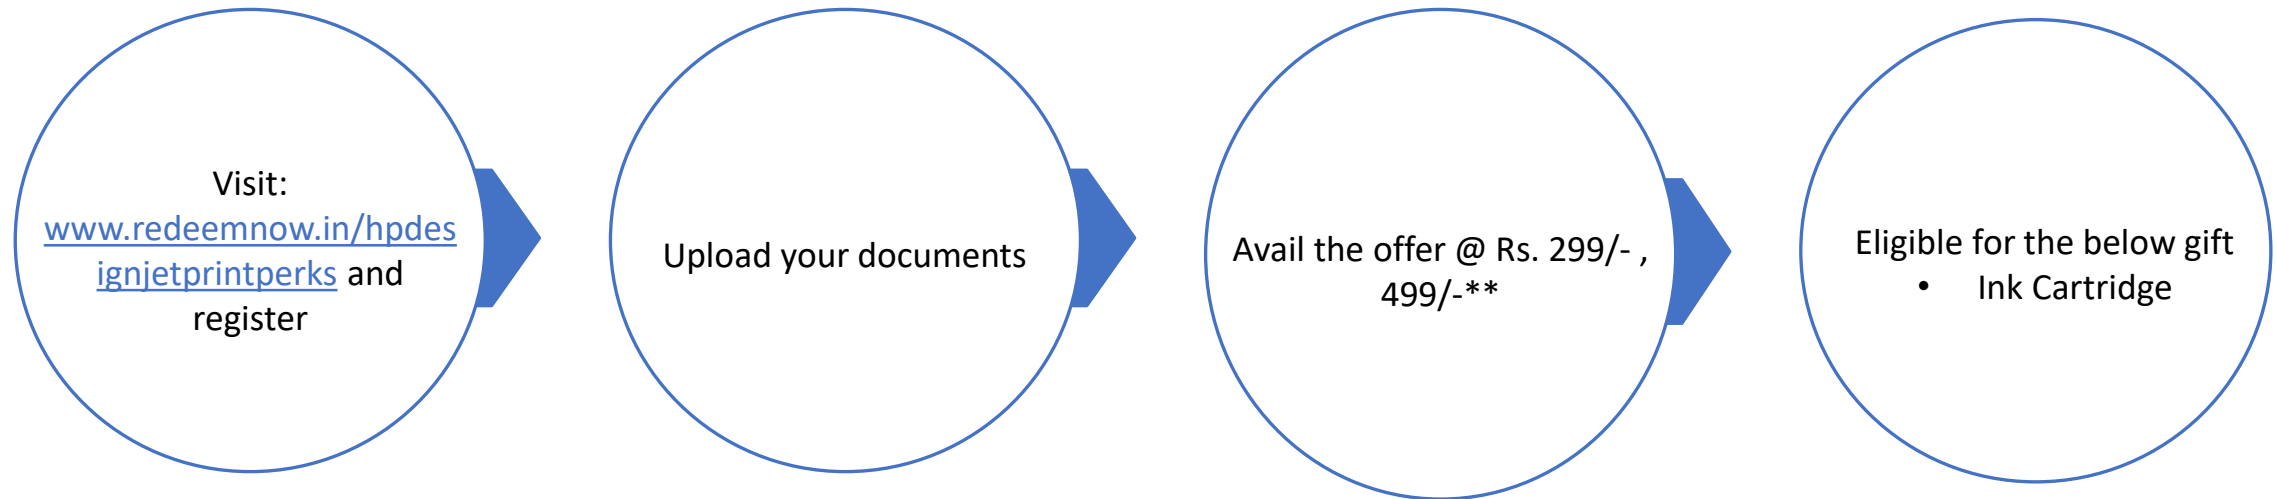 Visit:
www.redeemnow.in/hpdes
ignjetprintperks and
register
Upload your documents
Avail the offer @ Rs. 299/- ,
499/-**
Eligible for the below gift
• Ink Cartridge